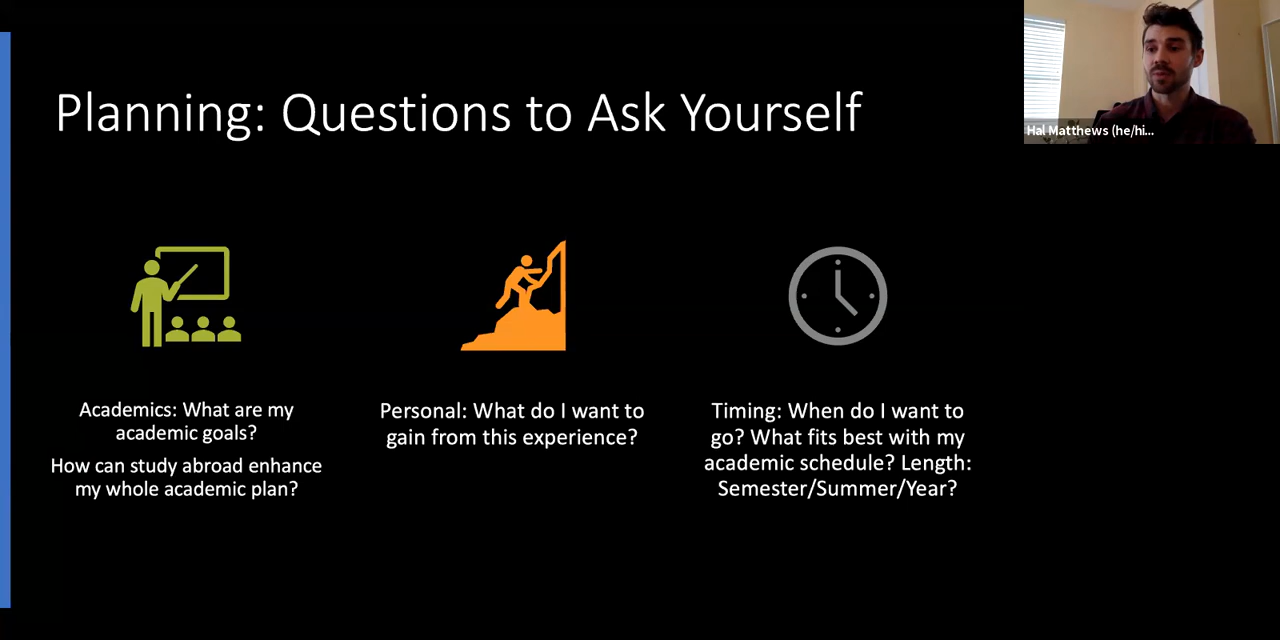 Planning: Questions to Ask Yourself
Hal Matthews (he/hi...
Academics: What are my
academic goals?
How can study abroad enhance
my whole academic plan?
Personal: What do I want to
gain from this experience?
Timing: When do I want to
go? What fits best with my
academic schedule? Length:
Semester/Summer/Year?